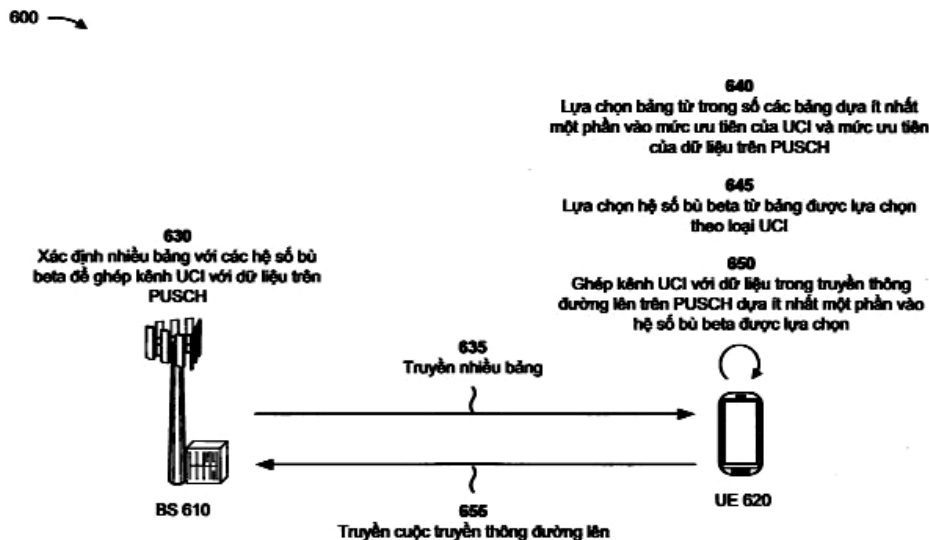 600
640
Lựa chọn bảng từ trong số các bảng dựa ít nhất
một phần vào mức ưu tiên của UCI và mức ưu tiên
của dữ liệu trên PUSCH
645
Lựa chọn hệ số bù beta từ bảng được lựa chọn
theo loại UCI
630
Xác định nhiều bảng với các hệ số bù
beta để ghép kênh UCI với dữ liệu trên
PUSCH
650
Ghép kênh UCI với dữ liệu trong truyền thông
đường lên trên PUSCH dựa ít nhất một phần vào
hệ số bù beta được lựa chọn
635
Truyền nhiều bảng
BS 610
UE 620
655
Truyền cuộc truyền thông đường lên